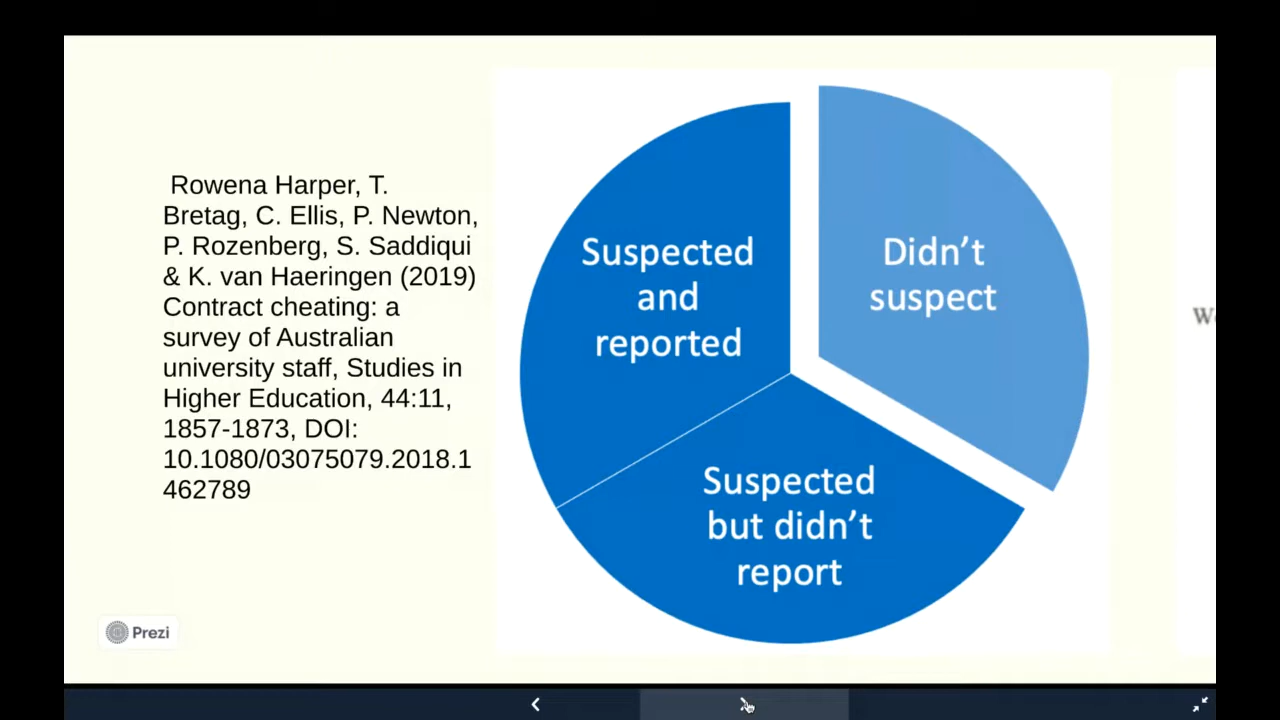 Rowena Harper, T.
Bretag, C. Ellis, P. Newton,
P. Rozenberg, S. Saddiqui
& K. van Haeringen (2019)
Contract cheating: a
survey of Australian
university staff, Studies in
Higher Education, 44:11,
1857-1873, DOI:
10.1080/03075079.2018.1
462789
Suspected
and
reported
Didn’t
suspect
Suspected
but didn’t
report
Prezi